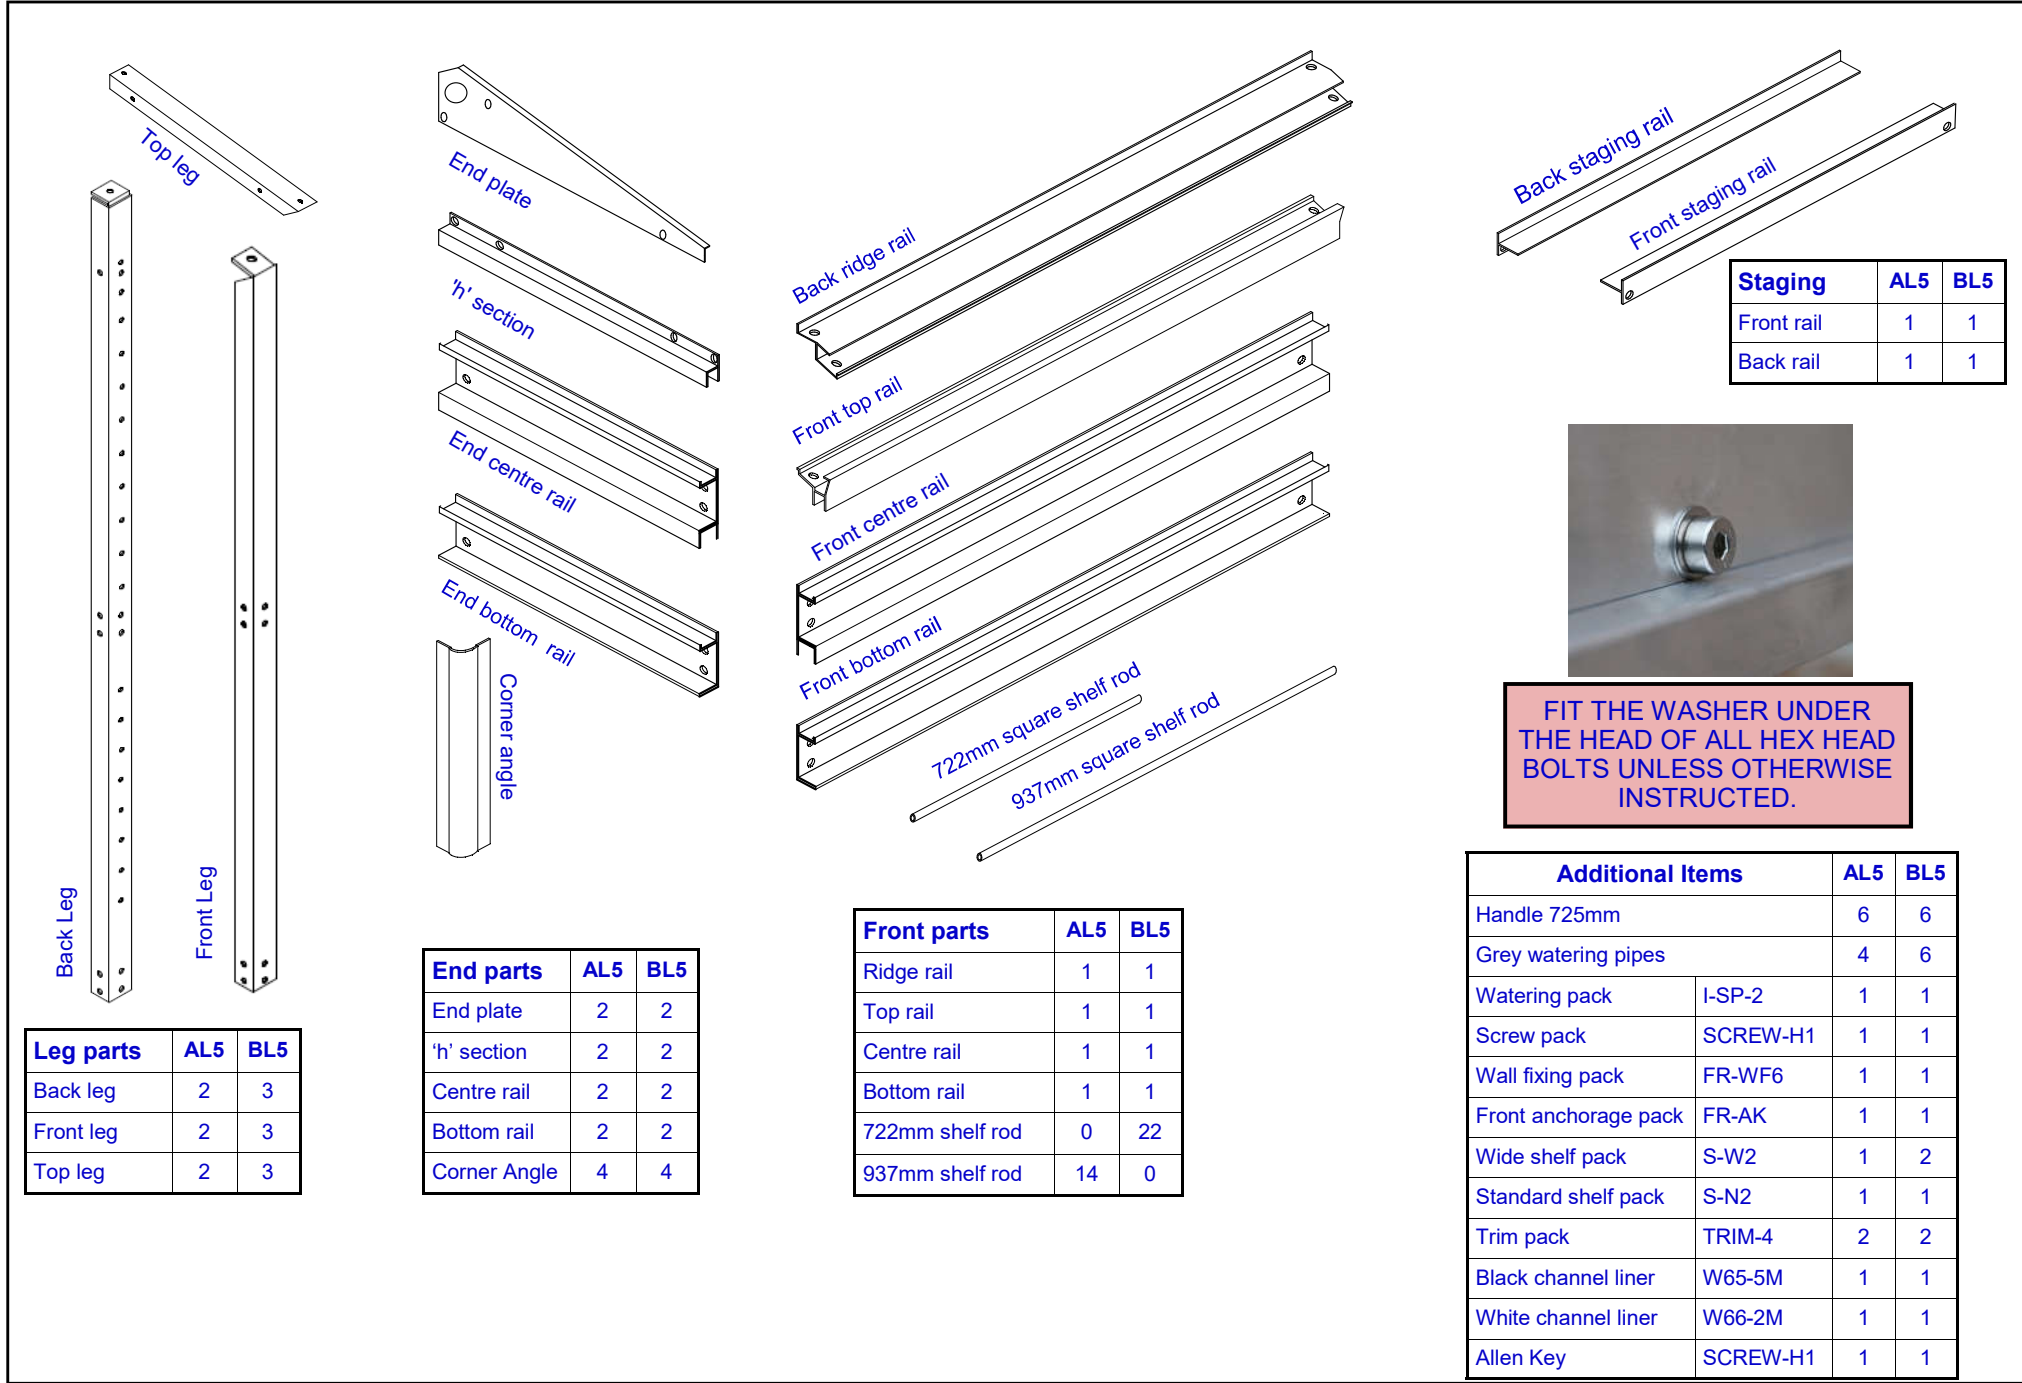 Top leg
Back Leg
Front Leg
End plate
'h' section
End centre rail
End bottom rail
Corner angle
Back ridge rail
Front top rail
Front centre rail
Front bottom rail
722mm square shelf rod
937mm square shelf rod
Back staging rail
Front staging rail
Staging AL5 BL5
Front rail 1 1
Back rail 1 1
FIT THE WASHER UNDER
THE HEAD OF ALL HEX HEAD
BOLTS UNLESS OTHERWISE
INSTRUCTED.
Leg parts AL5 BL5
Back leg 2 3
Front leg 2 3
Top leg 2 3
End parts AL5 BL5
End plate 2 2
‘h’ section 2 2
Centre rail 2 2
Bottom rail 2 2
Corner Angle 4 4
Front parts AL5 BL5
Ridge rail 1 1
Top rail 1 1
Centre rail 1 1
Bottom rail 1 1
722mm shelf rod 0 22
937mm shelf rod 14 0
Additional Items AL5 BL5
Handle 725mm 6 6
Grey watering pipes 4 6
Watering pack I-SP-2 1 1
Screw pack SCREW-H1 1 1
Wall fixing pack FR-WF6 1 1
Front anchorage pack FR-AK 1 1
Wide shelf pack S-W2 1 2
Standard shelf pack S-N2 1 1
Trim pack TRIM-4 2 2
Black channel liner W65-5M 1 1
White channel liner W66-2M 1 1
Allen Key SCREW-H1 1 1